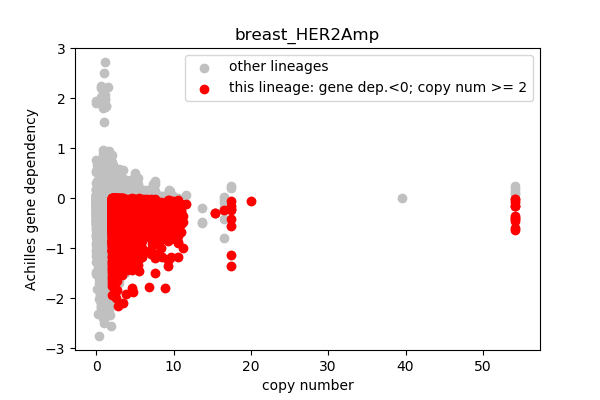 breast_HER2Amp
other lineages
this lineage: gene dep.<0; copy num >= 2
Achilles gene dependency
3
2
1
0
−1
−2
−3
0 10 20 30 40 50
copy number